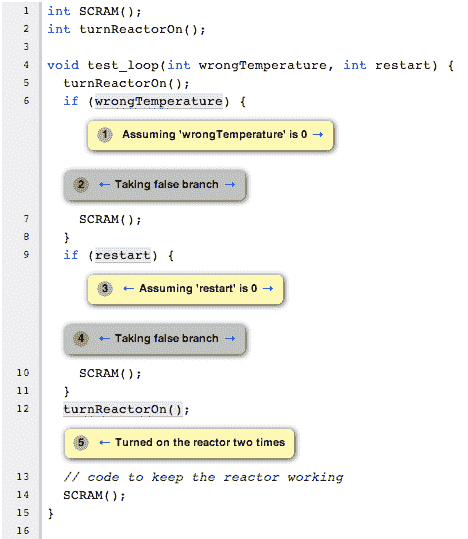 1 int SCRAM();
2 int turnReactorOn();
3
4 void test_loop(int wrongTemperature, int restart) {
5 turnReactorOn();
6 if (wrongTemperature) {
1 Assuming 'wrongTemperature' is 0 →
2 ← Taking false branch →
7 SCRAM();
8 }
9 if (restart) {
3 ← Assuming 'restart' is 0 →
4 ← Taking false branch →
10 SCRAM();
11 }
12 turnReactorOn();
5 ← Turned on the reactor two times
13 // code to keep the reactor working
14 SCRAM();
15 }
16